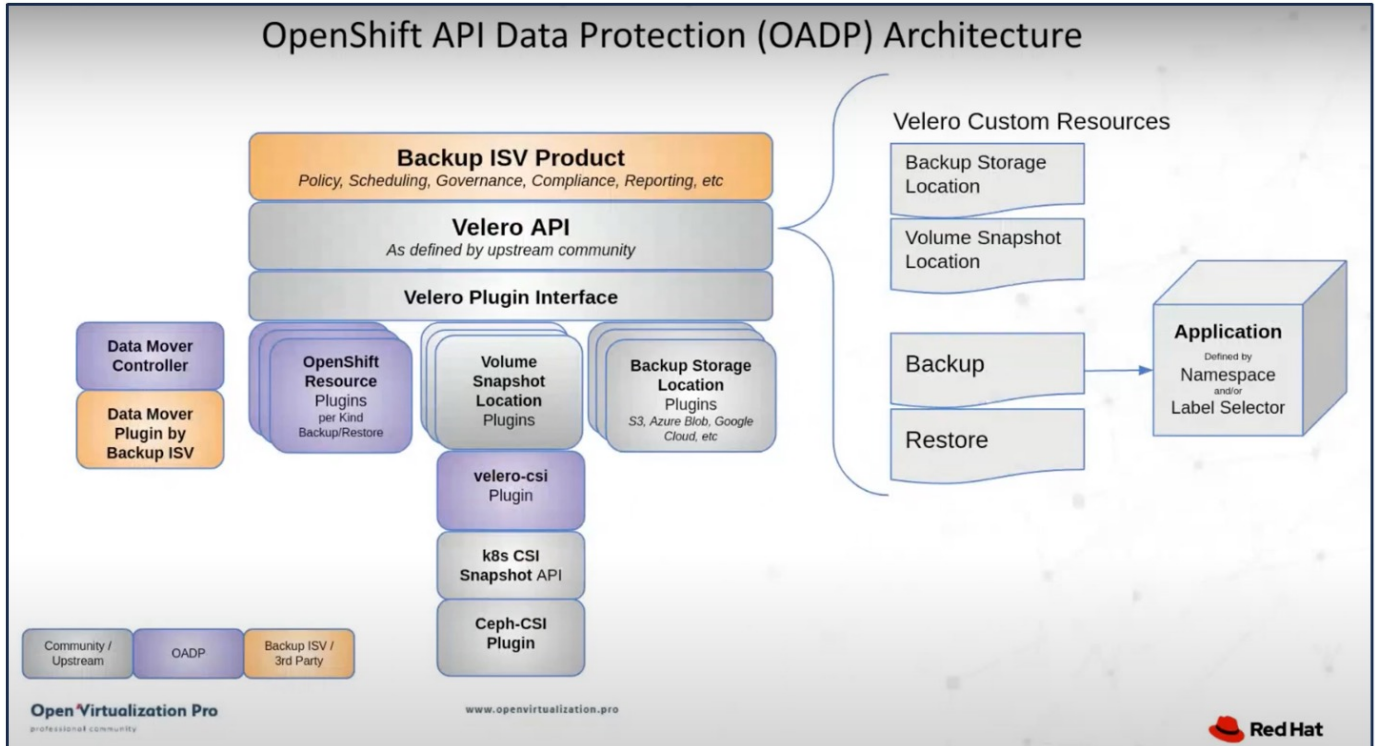 OpenShift API Data Protection (OADP) Architecture
Backup ISV Product
Policy, Scheduling, Governance, Compliance, Reporting, etc
Velero API
As defined by upstream community
Velero Plugin Interface
Data Mover
Controller
Data Mover
Plugin by
Backup ISV
OpenShift
Resource
Plugins
per Kind
Backup/Restore
Volume
Snapshot
Location
Plugins
Backup Storage
Location
Plugins
S3, Azure Blob, Google
Cloud, etc
velero-csi
Plugin
k8s CSI
Snapshot API
Ceph-CSI
Plugin
Velero Custom Resources
Backup Storage
Location
Volume Snapshot
Location
Backup
Restore
Application
Defined by
Namespace
and/or
Label Selector
Community /
Upstream
OADP
Backup ISV /
3rd Party
Open Virtualization Pro
professional community
www.openvirtualization.pro
Red Hat